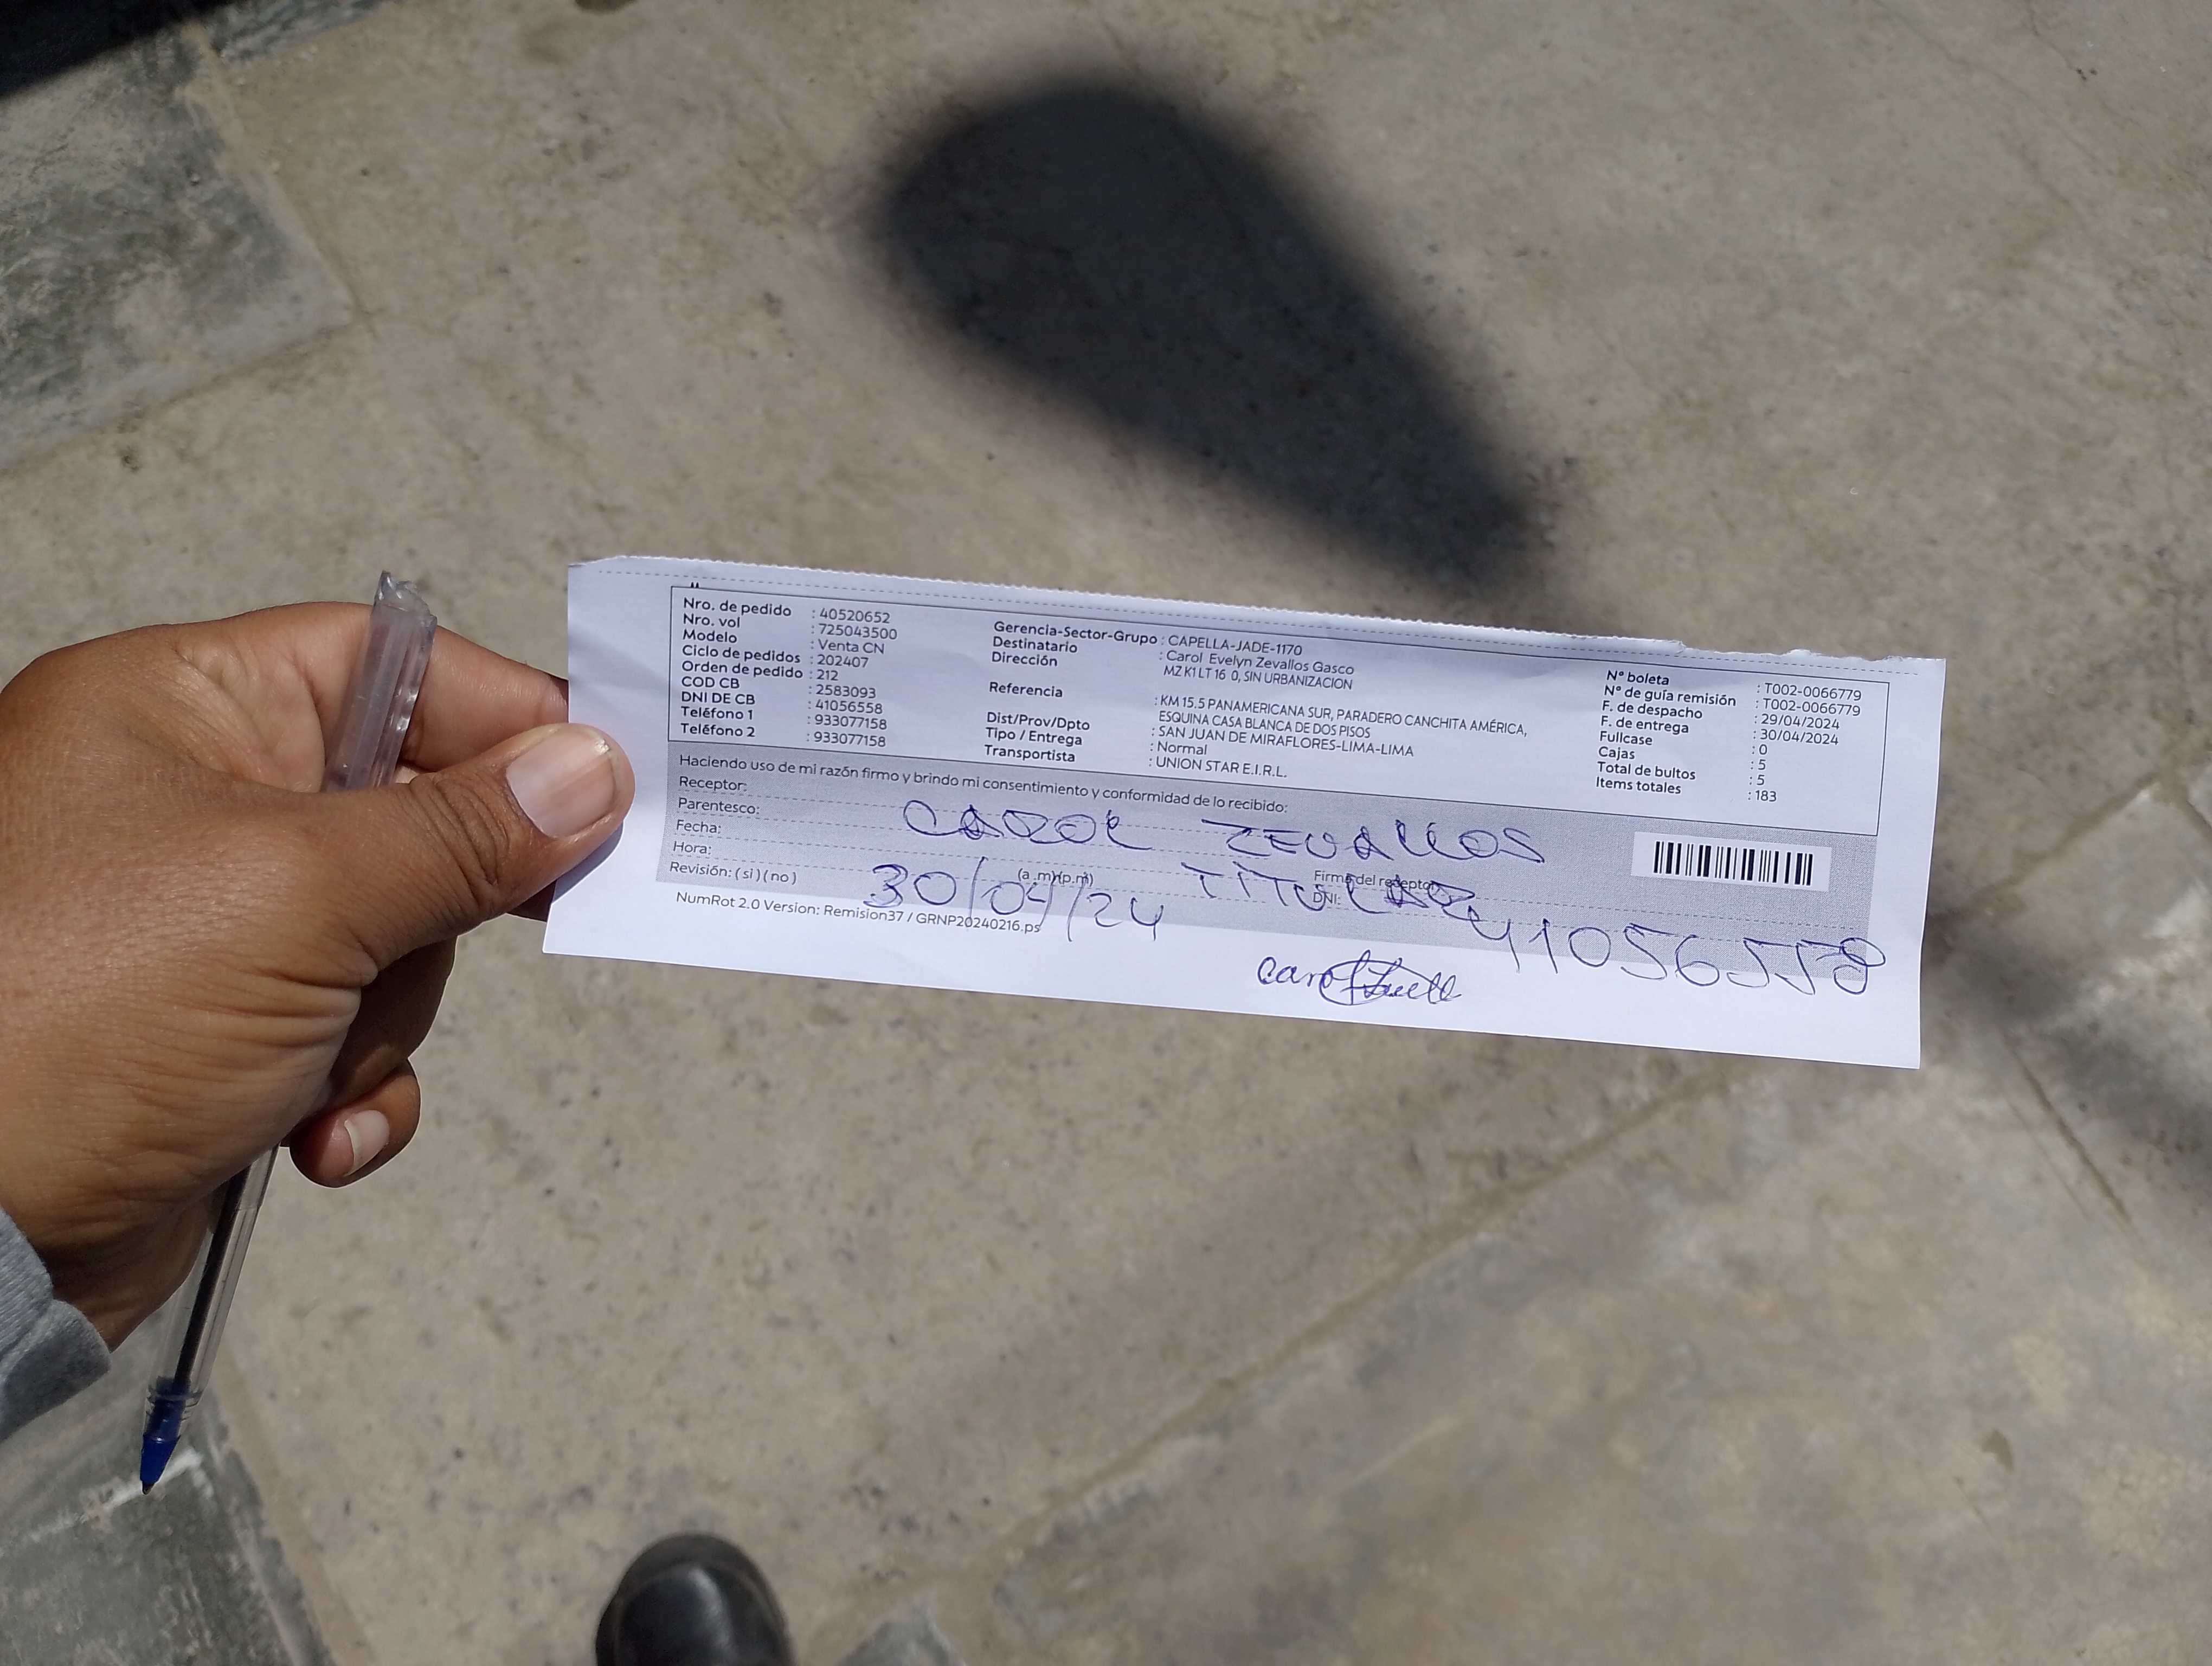 Nro. de pedido : 40520652
Nro. vol : 725043500
Modelo : Venta CN
Ciclo de pedidos : 202407
Orden de pedido : 212
COD CB : 2583093
DNI DE CB : 41056558
Teléfono 1 : 933077158
Teléfono 2 : 933077158
Gerencia-Sector-Grupo : CAPELLA-JADE-1170
Destinatario : Carol Evelyn Zevallos Gasco
Dirección MZ K1 LT 16 0, SIN URBANIZACION
Referencia : KM 15.5 PANAMERICANA SUR, PARADERO CANCHITA AMÉRICA,
ESQUINA CASA BLANCA DE DOS PISOS
Dist/Prov/Dpto : SAN JUAN DE MIRAFLORES-LIMA-LIMA
Tipo / Entrega : Normal
Transportista : UNION STAR E.I.R.L.
N° boleta : T002-0066779
N° de guía remisión : T002-0066779
F. de despacho : 29/04/2024
F. de entrega : 30/04/2024
Fullcase : 0
Cajas : 5
Total de bultos : 5
Items totales : 183
Haciendo uso de mi razón firmo y brindo mi consentimiento y conformidad de lo recibido:
Receptor: CAROL ZEVALLOS
Parentesco: TITULAR
Fecha: 30/04/24
Hora: (a .m)(p.m)
Revisión: ( si ) ( no )
Firma del receptor
DNI: 41056558
Carol
NumRot 2.0 Version: Remision37 / GRNP20240216.ps